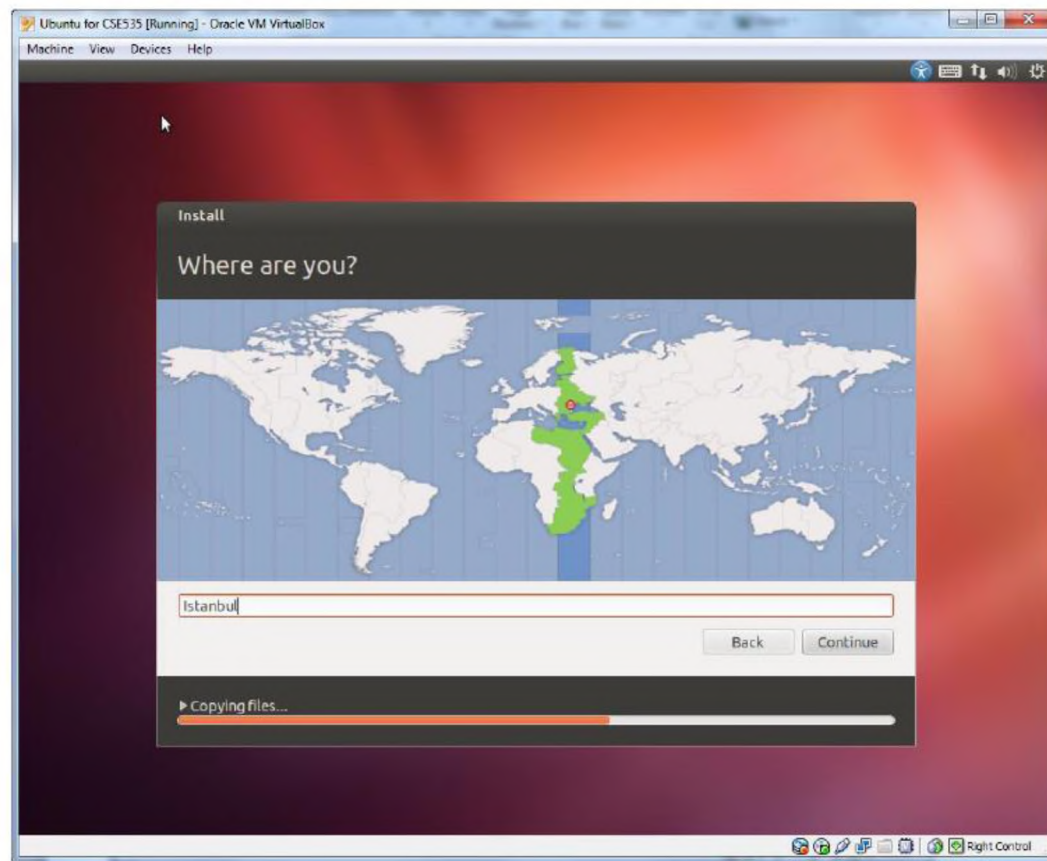 Ubuntu for CSE535 [Running] - Oracle VM VirtualBox
Machine View Devices Help
Install
Where are you?
Istanbul
Back Continue
Copying files...
Right Control